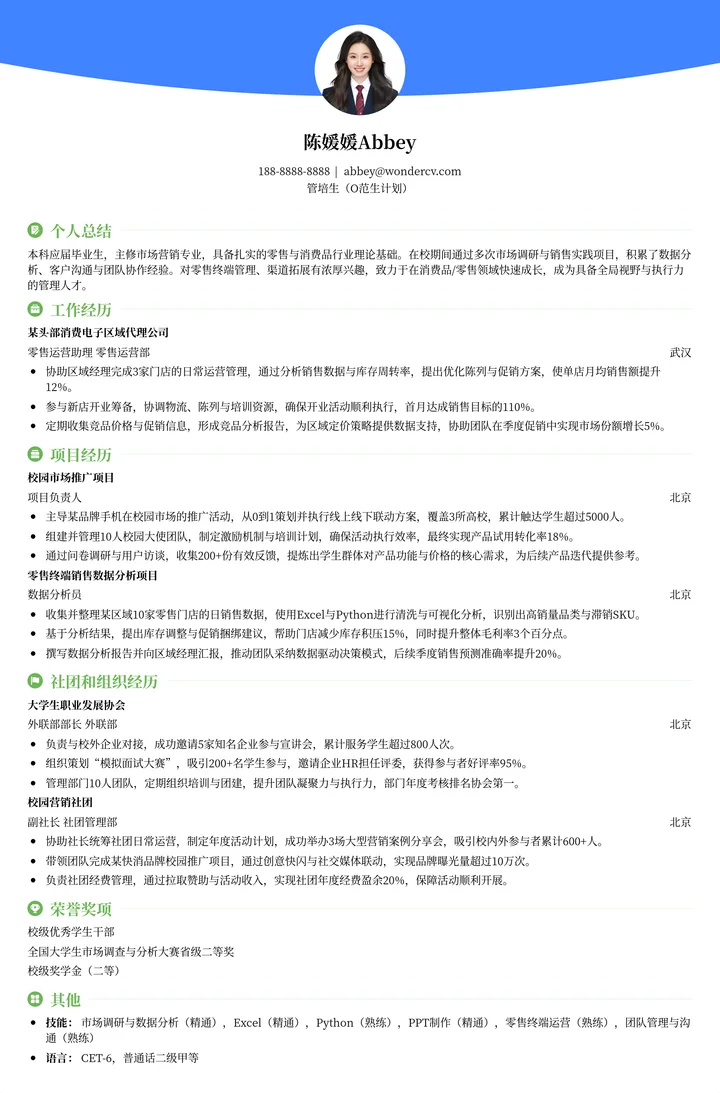 陈媛媛Abbey
188-8888-8888 | abbey@wondercv.com
管培生（O范生计划）
个人总结
本科应届毕业生，主修市场营销专业，具备扎实的零售与消费品行业理论基础。在校期间通过多次市场调研与销售实践项目，积累了数据分
析、客户沟通与团队协作经验。对零售终端管理、渠道拓展有浓厚兴趣，致力于在消费品/零售领域快速成长，成为具备全局视野与执行力
的管理人才。
工作经历
某头部消费电子区域代理公司
零售运营助理 零售运营部 武汉
• 协助区域经理完成3家门店的日常运营管理，通过分析销售数据与库存周转率，提出优化陈列与促销方案，使单店月均销售额提升
12%。
• 参与新店开业筹备，协调物流、陈列与培训资源，确保开业活动顺利执行，首月达成销售目标的110%。
• 定期收集竞品价格与促销信息，形成竞品分析报告，为区域定价策略提供数据支持，协助团队在季度促销中实现市场份额增长5%。
项目经历
校园市场推广项目
项目负责人 北京
• 主导某品牌手机在校园市场的推广活动，从0到1策划并执行线上线下联动方案，覆盖3所高校，累计触达学生超过5000人。
• 组建并管理10人校园大使团队，制定激励机制与培训计划，确保活动执行效率，最终实现产品试用转化率18%。
• 通过问卷调研与用户访谈，收集200+份有效反馈，提炼出学生群体对产品功能与价格的核心需求，为后续产品迭代提供参考。
零售终端销售数据分析项目
数据分析员 北京
• 收集并整理某区域10家零售门店的日销售数据，使用Excel与Python进行清洗与可视化分析，识别出高销量品类与滞销SKU。
• 基于分析结果，提出库存调整与促销捆绑建议，帮助门店减少库存积压15%，同时提升整体毛利率3个百分点。
• 撰写数据分析报告并向区域经理汇报，推动团队采纳数据驱动决策模式，后续季度销售预测准确率提升20%。
社团和组织经历
大学生职业发展协会
外联部部长 外联部 北京
• 负责与校外企业对接，成功邀请5家知名企业参与宣讲会，累计服务学生超过800人次。
• 组织策划“模拟面试大赛”，吸引200+名学生参与，邀请企业HR担任评委，获得参与者好评率95%。
• 管理部门10人团队，定期组织培训与团建，提升团队凝聚力与执行力，部门年度考核排名协会第一。
校园营销社团
副社长 社团管理部 北京
• 协助社长统筹社团日常运营，制定年度活动计划，成功举办3场大型营销案例分享会，吸引校内外参与者累计600+人。
• 带领团队完成某快消品牌校园推广项目，通过创意快闪与社交媒体联动，实现品牌曝光量超过10万次。
• 负责社团经费管理，通过拉取赞助与活动收入，实现社团年度经费盈余20%，保障活动顺利开展。
荣誉奖项
校级优秀学生干部
全国大学生市场调查与分析大赛省级二等奖
校级奖学金（二等）
其他
• 技能： 市场调研与数据分析（精通），Excel（精通），Python（熟练），PPT制作（精通），零售终端运营（熟练），团队管理与沟
通（熟练）
• 语言： CET-6，普通话二级甲等